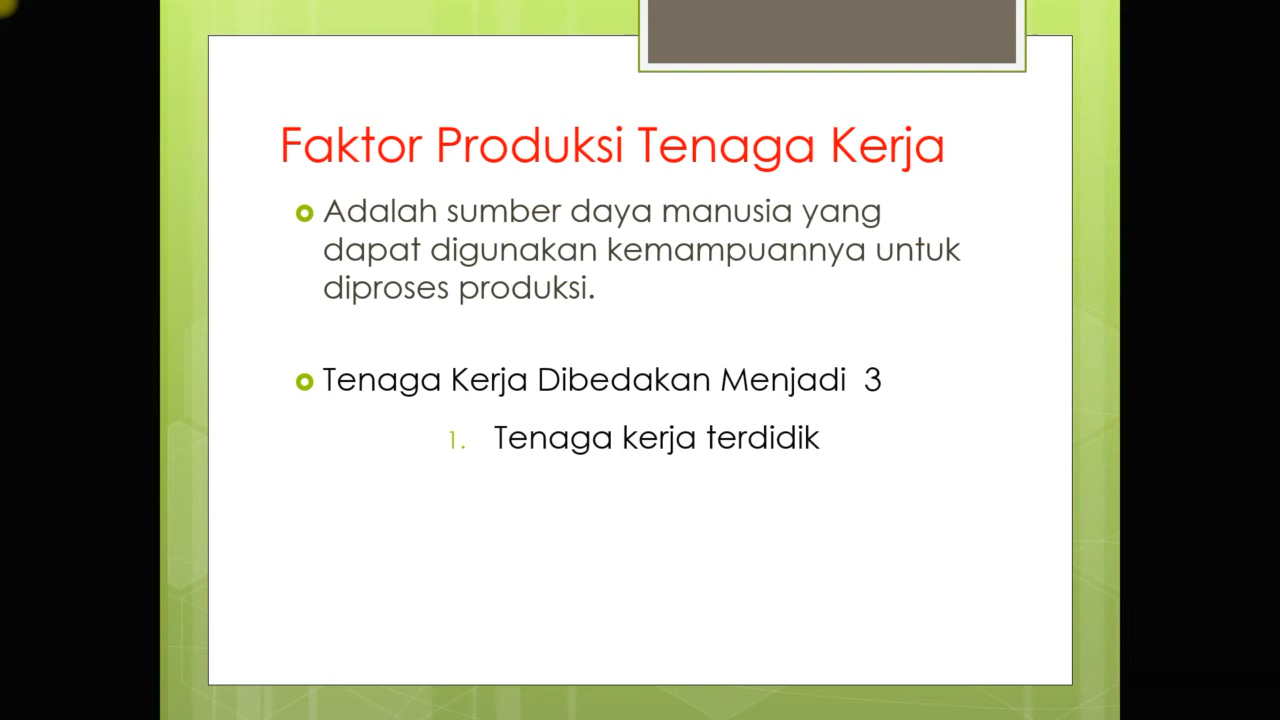 Faktor Produksi Tenaga Kerja
Adalah sumber daya manusia yang
dapat digunakan kemampuannya untuk
diproses produksi.
Tenaga Kerja Dibedakan Menjadi 3
1. Tenaga kerja terdidik